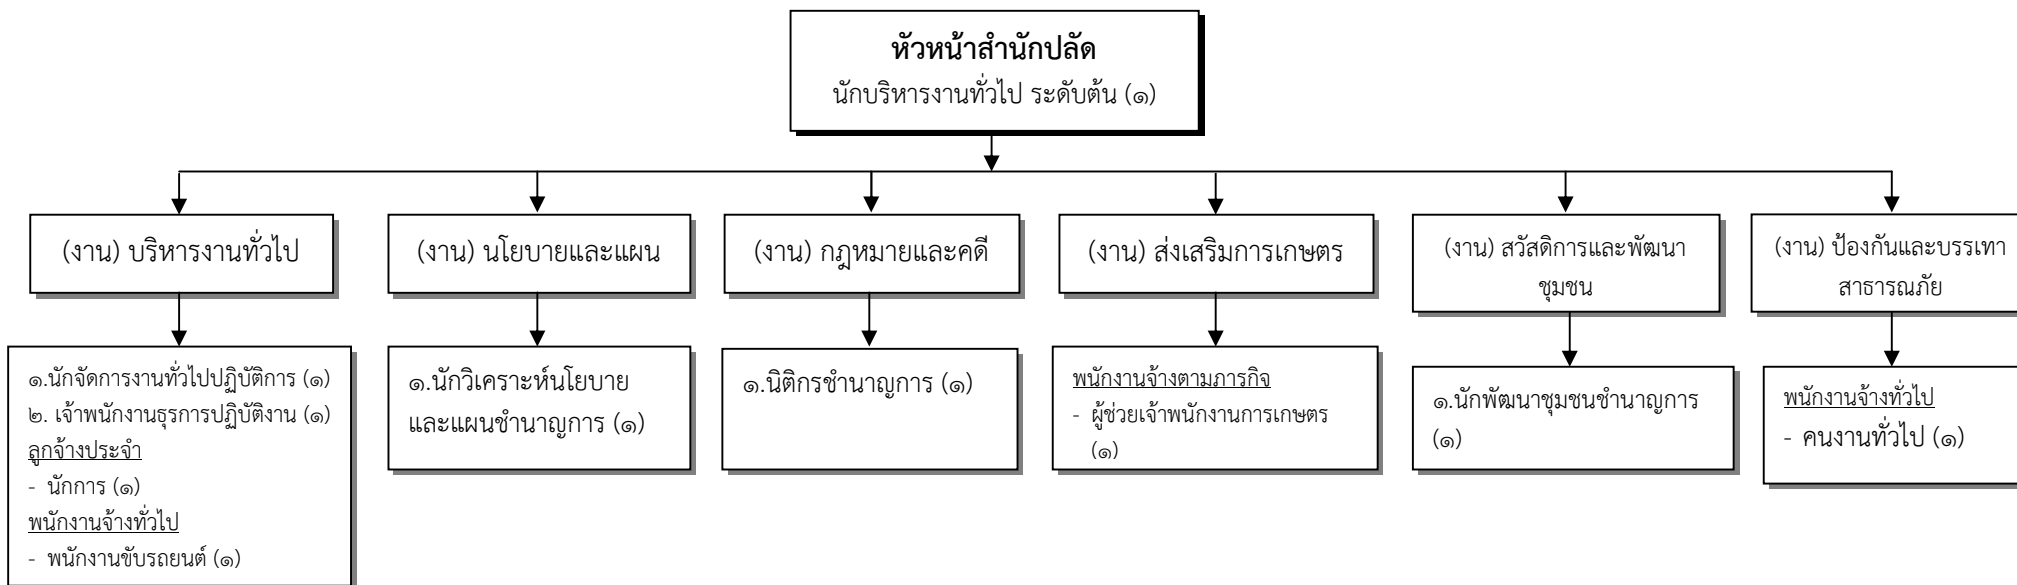 หัวหน้าสำนักปลัด
นักบริหารงานทั่วไป ระดับต้น (๑)
(งาน) บริหารงานทั่วไป
(งาน) นโยบายและแผน
(งาน) กฎหมายและคดี
(งาน) ส่งเสริมการเกษตร
(งาน) สวัสดิการและพัฒนา
ชุมชน
(งาน) ป้องกันและบรรเทา
สาธารณภัย
๑.นักจัดการงานทั่วไปปฏิบัติการ (๑)
๒. เจ้าพนักงานธุรการปฏิบัติงาน (๑)
ลูกจ้างประจำ
- นักการ (๑)
พนักงานจ้างทั่วไป
- พนักงานขับรถยนต์ (๑)
๑.นักวิเคราะห์นโยบาย
และแผนชำนาญการ (๑)
๑.นิติกรชำนาญการ (๑)
พนักงานจ้างตามภารกิจ
- ผู้ช่วยเจ้าพนักงานการเกษตร
(๑)
๑.นักพัฒนาชุมชนชำนาญการ
(๑)
พนักงานจ้างทั่วไป
- คนงานทั่วไป (๑)